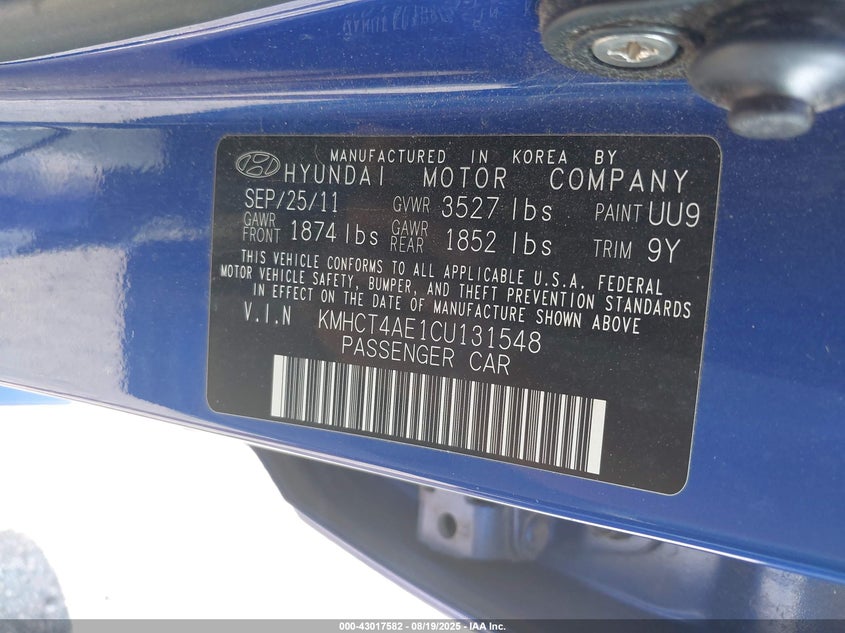 MANUFACTURED IN KOREA BY
HYUNDAI MOTOR COMPANY
SEP/25/11 GVWR 3527 lbs PAINT UU9
GAWR FRONT 1874 lbs GAWR REAR 1852 lbs TRIM 9Y
THIS VEHICLE CONFORMS TO ALL APPLICABLE U.S.A. FEDERAL
MOTOR VEHICLE SAFETY, BUMPER, AND THEFT PREVENTION STANDARDS
IN EFFECT ON THE DATE OF MANUFACTURE SHOWN ABOVE
V.I.N KMHCT4AE1CU131548
PASSENGER CAR
000-43017582 - 08/19/2025 - IAA Inc.